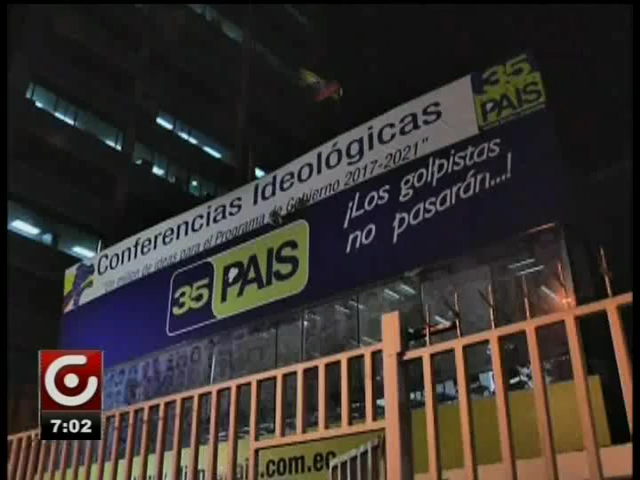 Conferencias Ideológicas
"Un millón de ideas para el Programa de Gobierno 2017-2021"
35 PAIS
35 PAIS
¡Los golpistas
no pasarán...!
.com.ec
7:02